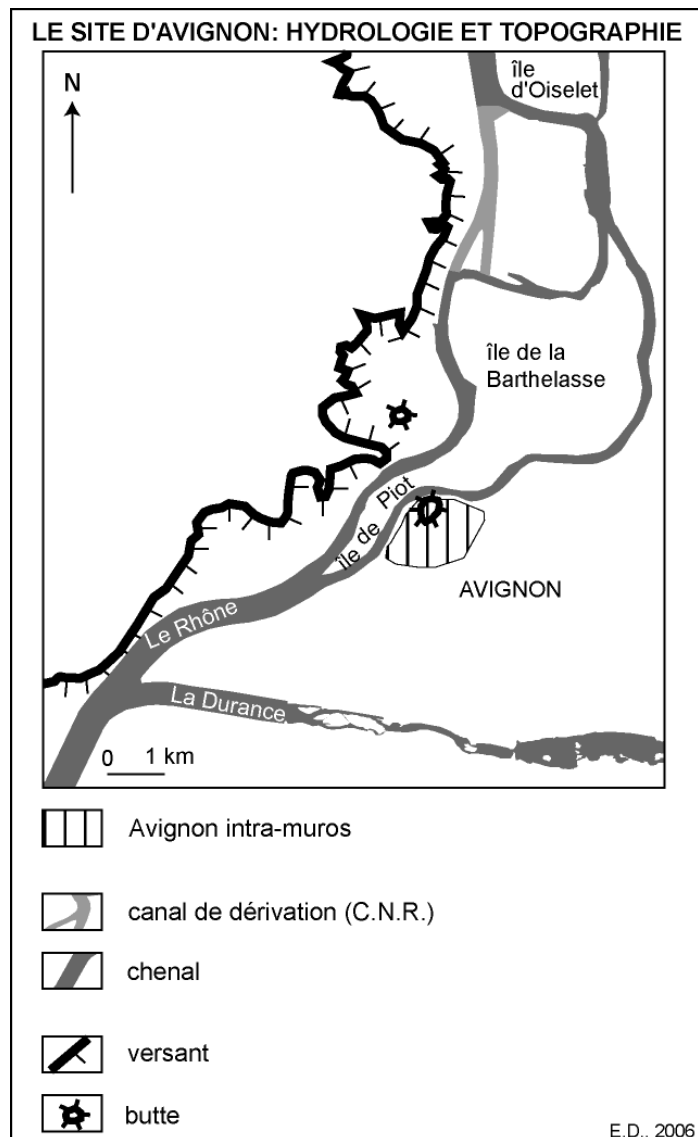 LE SITE D'AVIGNON: HYDROLOGIE ET TOPOGRAPHIE
N
île
d'Oiselet
île de la
Barthelasse
île de Piot
AVIGNON
Le Rhône
La Durance
0 1 km
Avignon intra-muros
canal de dérivation (C.N.R.)
chenal
versant
butte
E.D., 2006